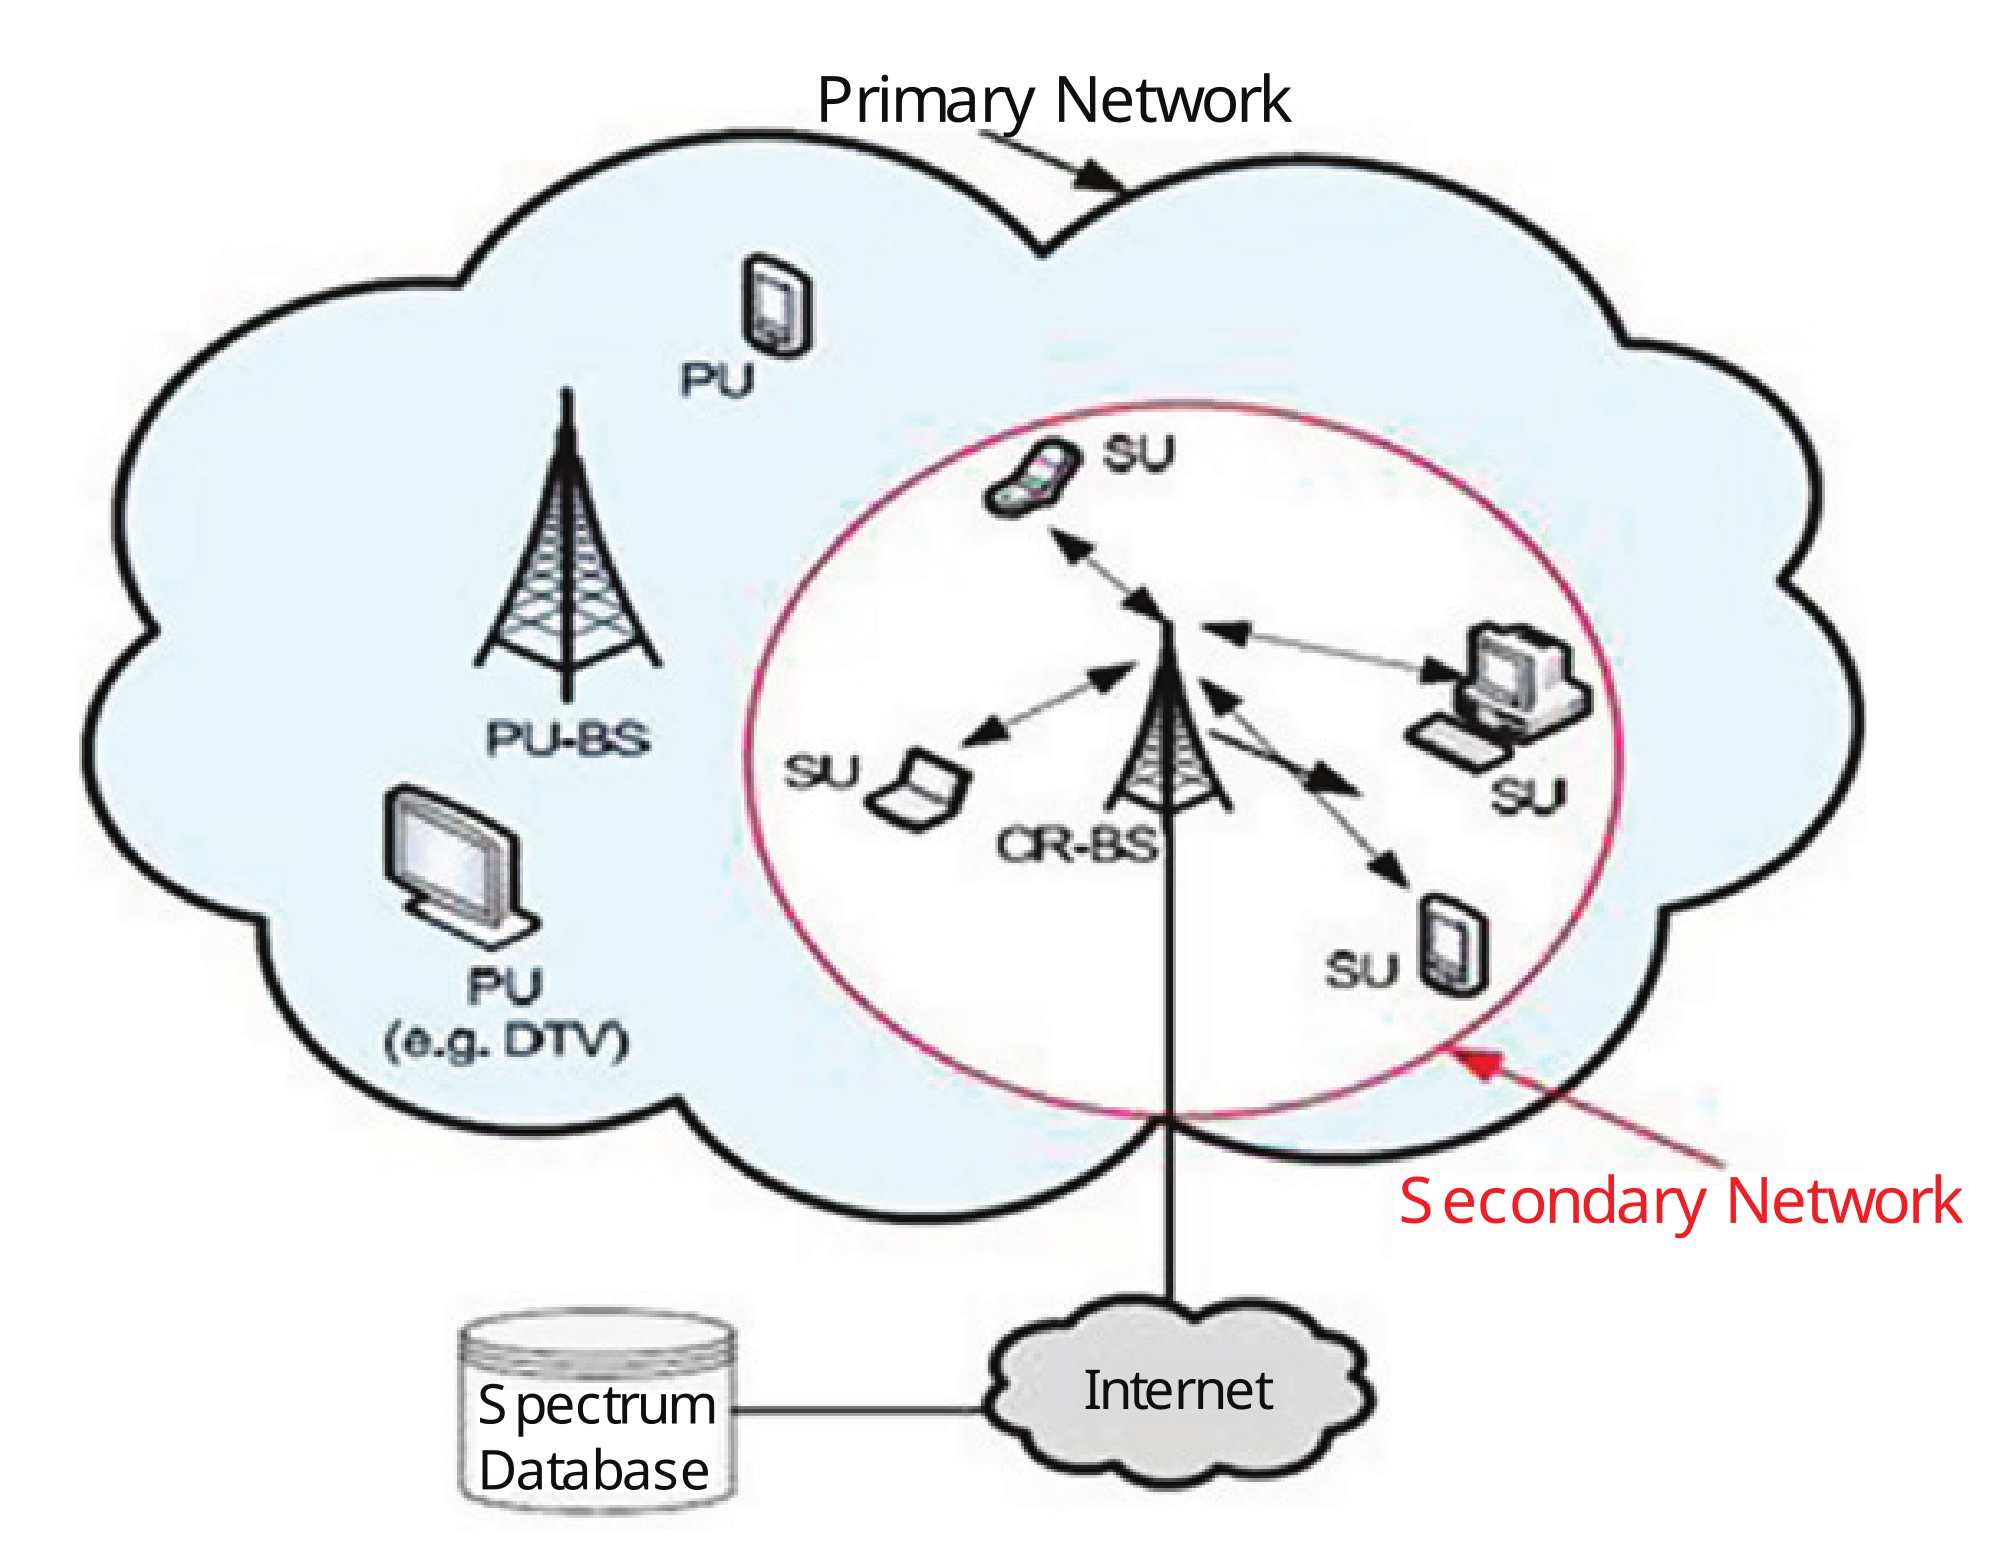 Primary Network
PU
SU
PU-BS
SU
SU
CR-BS
SU
PU
(e.g. DTV)
Secondary Network
Internet
Spectrum
Database